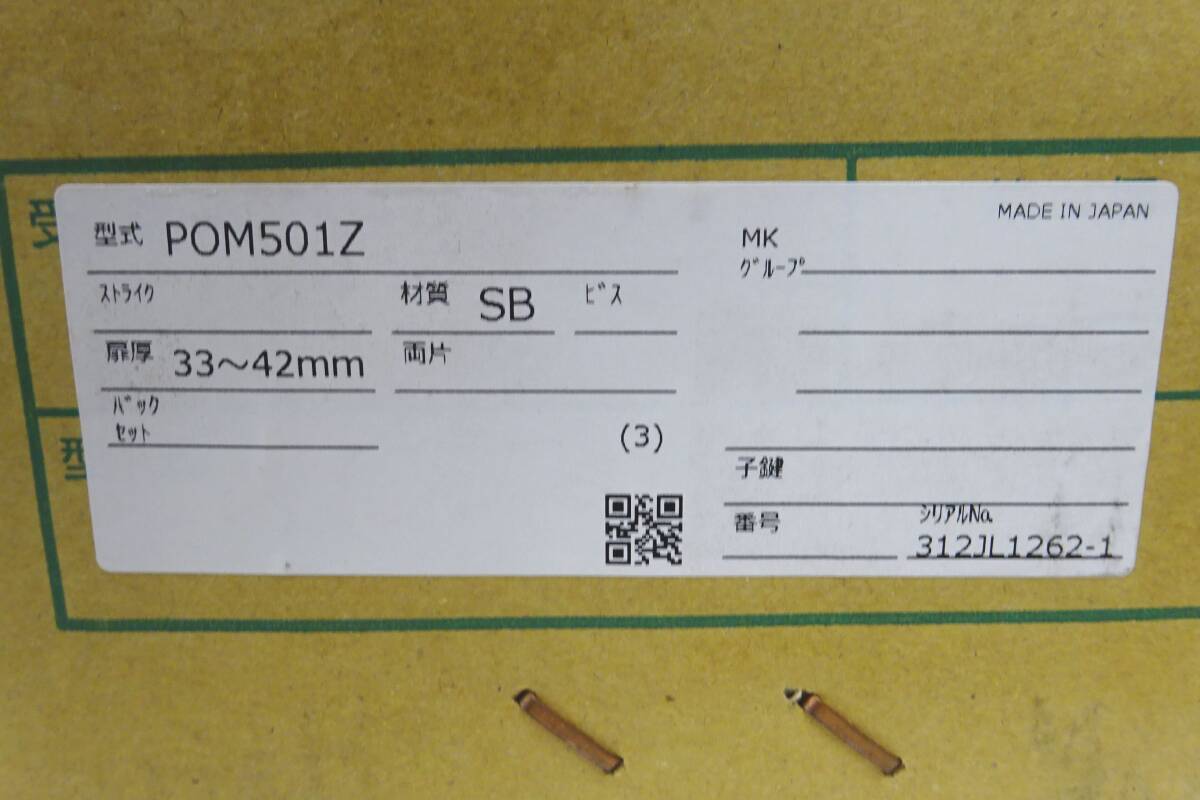 MADE IN JAPAN
型式 POM501Z
MK
ｸﾞﾙｰﾌﾟ
ｽﾄﾗｲｸ 材質 SB ﾋﾞｽ
扉厚 33～42mm 両片
ﾊﾞｯｸ
ｾｯﾄ
(3)
子鍵
番号 ｼﾘｱﾙNo.
312JL1262-1
受
型